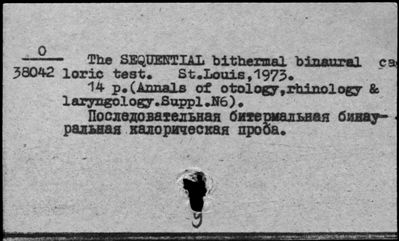 O
38042
The SEQUENTIAL bithermal binaural ca
loric test. St.Louis,1973.
14 p.(Annals of otology,rhinology &
laryngology.Suppl.N6).
Последовательная битермальная бинау-
ральная калорическая проба.